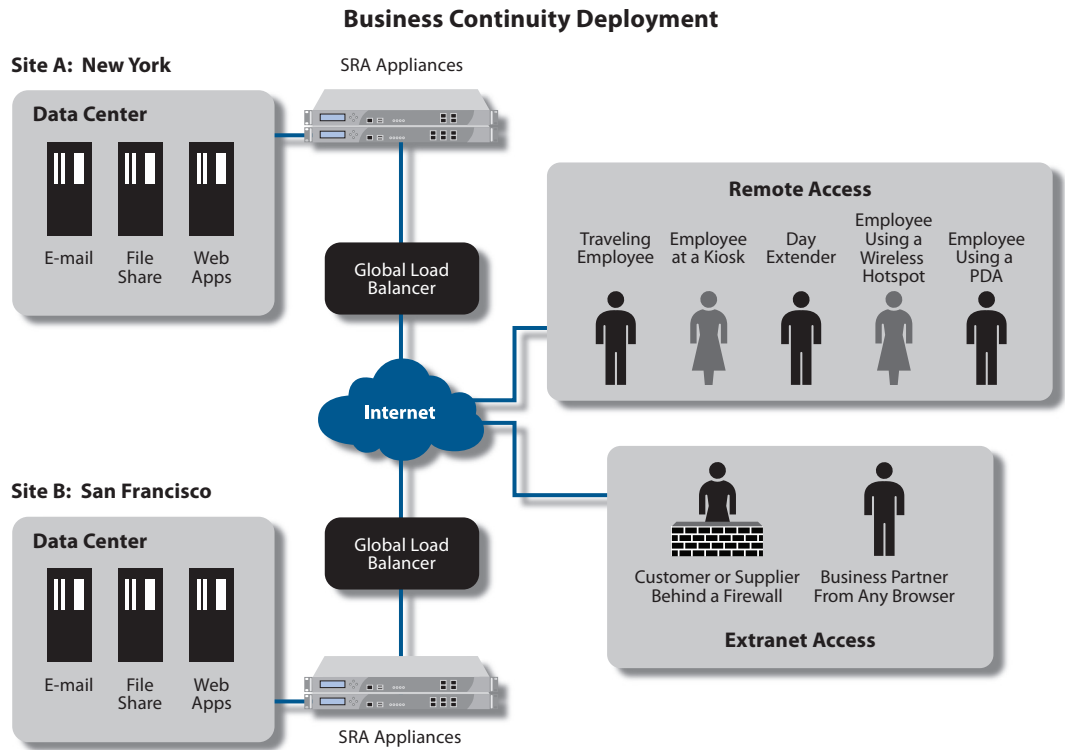 Business Continuity Deployment
Site A: New York
SRA Appliances
Data Center
E-mail
File
Share
Web
Apps
Global Load
Balancer
Remote Access
Traveling
Employee
Employee
at a Kiosk
Day
Extender
Employee
Using a
Wireless
Hotspot
Employee
Using a
PDA
Internet
Site B: San Francisco
Data Center
E-mail
File
Share
Web
Apps
Global Load
Balancer
SRA Appliances
Customer or Supplier
Behind a Firewall
Business Partner
From Any Browser
Extranet Access